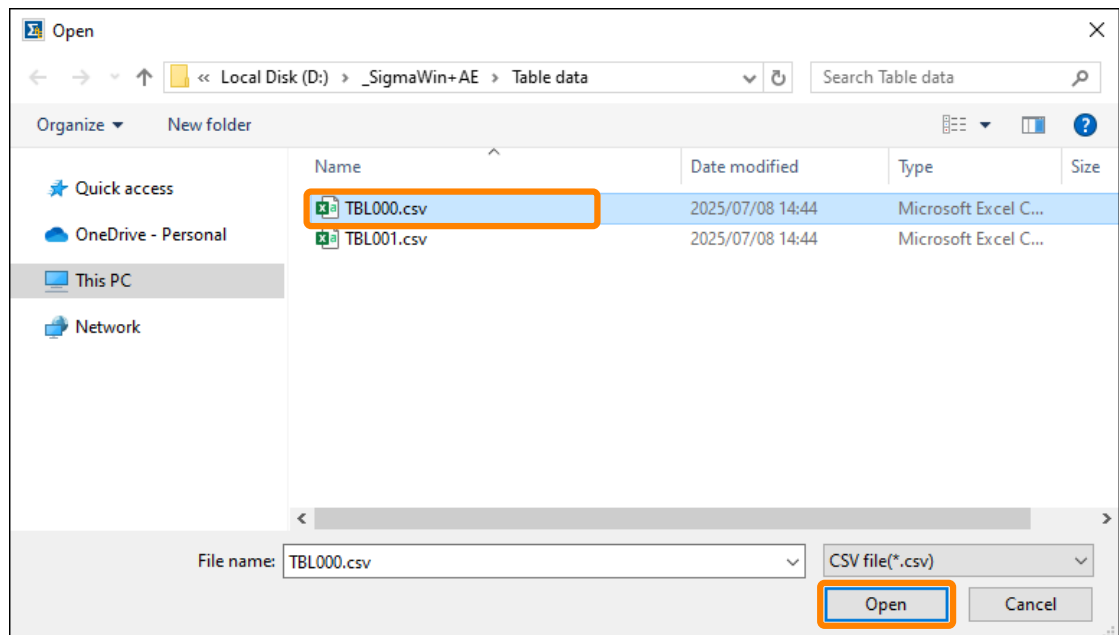 Open
« Local Disk (D:) > _SigmaWin+AE > Table data
Search Table data
Organize
New folder
Name Date modified Type Size
Quick access
OneDrive - Personal
This PC
Network
TBL000.csv 2025/07/08 14:44 Microsoft Excel C...
TBL001.csv 2025/07/08 14:44 Microsoft Excel C...
File name: TBL000.csv CSV file(*.csv)
Open Cancel